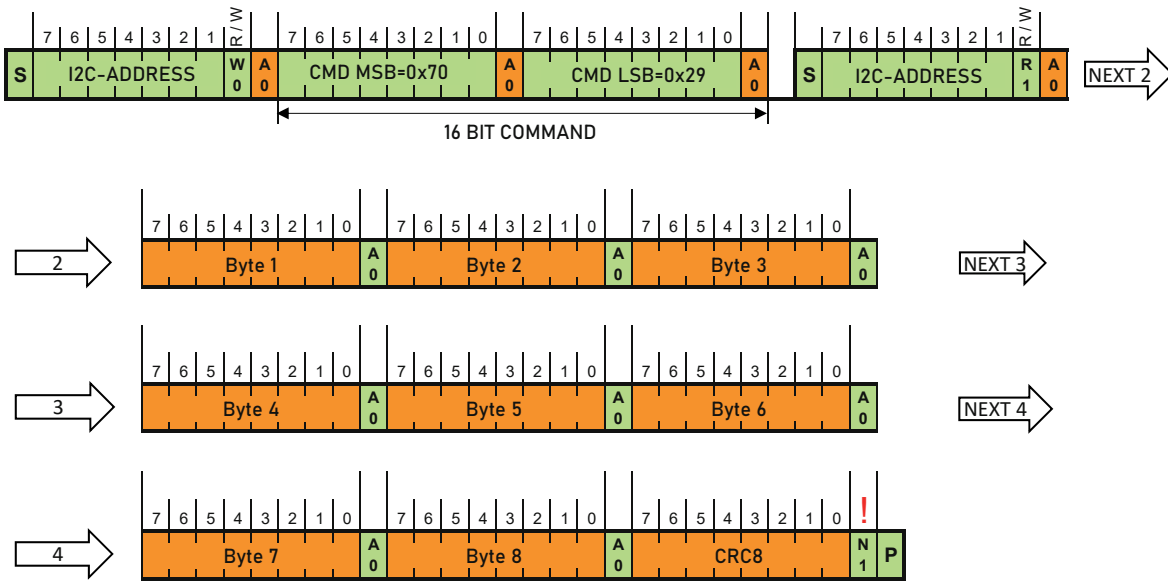 7 6 5 4 3 2 1 R / W 7 6 5 4 3 2 1 0 7 6 5 4 3 2 1 0 7 6 5 4 3 2 1 R / W
S I2C-ADDRESS W 0 A 0 CMD MSB=0x70 A 0 CMD LSB=0x29 A 0 S I2C-ADDRESS R 1 A 0 NEXT 2
16 BIT COMMAND
7 6 5 4 3 2 1 0 7 6 5 4 3 2 1 0 7 6 5 4 3 2 1 0
2 Byte 1 A 0 Byte 2 A 0 Byte 3 A 0 NEXT 3
7 6 5 4 3 2 1 0 7 6 5 4 3 2 1 0 7 6 5 4 3 2 1 0
3 Byte 4 A 0 Byte 5 A 0 Byte 6 A 0 NEXT 4
7 6 5 4 3 2 1 0 7 6 5 4 3 2 1 0 7 6 5 4 3 2 1 0 !
4 Byte 7 A 0 Byte 8 A 0 CRC8 N 1 P